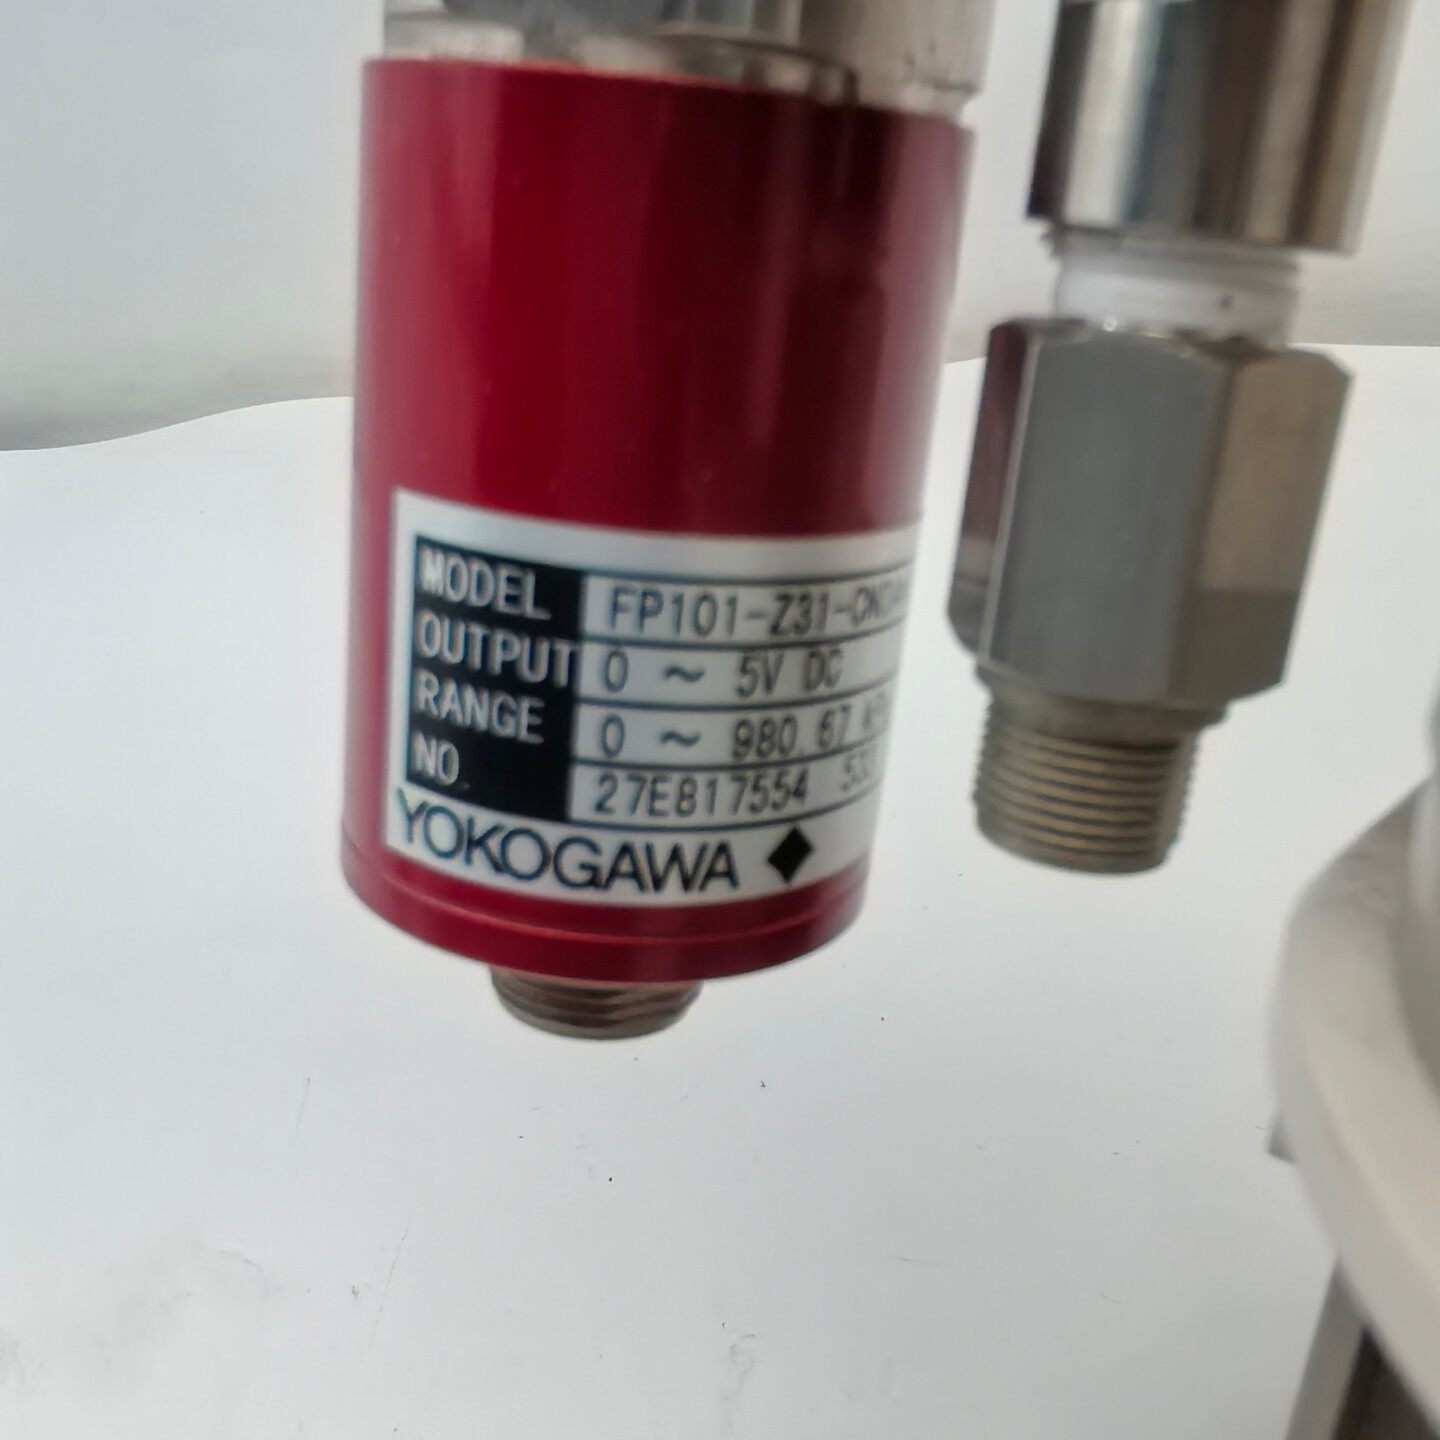 MODEL FP101-Z31-
OUTPUT 0 ~ 5V DC
RANGE 0 ~ 980.67
NO. 27E817554
YOKOGAWA